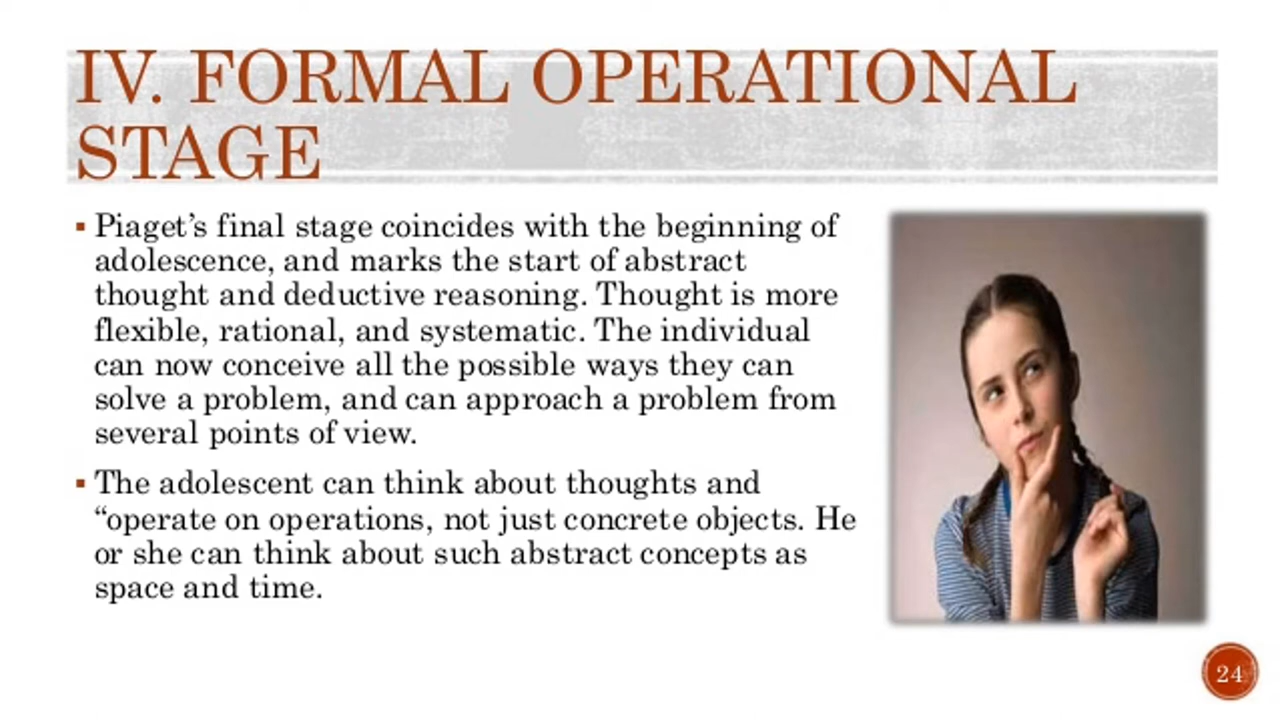 IV. FORMAL OPERATIONAL
STAGE
▪ Piaget’s final stage coincides with the beginning of
adolescence, and marks the start of abstract
thought and deductive reasoning. Thought is more
flexible, rational, and systematic. The individual
can now conceive all the possible ways they can
solve a problem, and can approach a problem from
several points of view.
▪ The adolescent can think about thoughts and
“operate on operations, not just concrete objects. He
or she can think about such abstract concepts as
space and time.
24